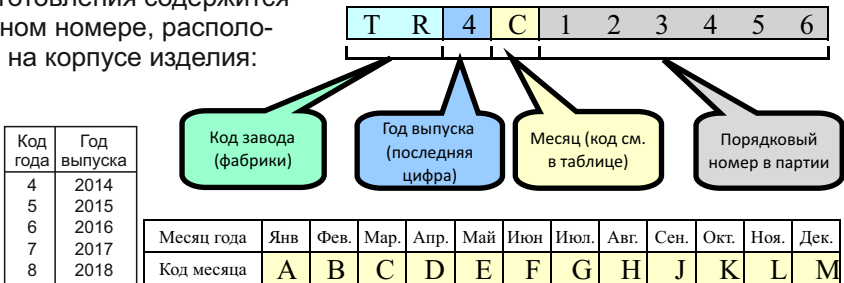 готовления содержится
ном номере, располо-
на корпусе изделия:
T R 4 C 1 2 3 4 5 6
Код завода
(фабрики)
Год выпуска
(последняя
цифра)
Месяц (код см.
в таблице)
Порядковый
номер в партии
Код года Год выпуска
4 2014
5 2015
6 2016
7 2017
8 2018
Месяц года Янв Фев. Мар. Апр. Май Июн Июл. Авг. Сен. Окт. Ноя. Дек.
Код месяца A B C D E F G H J K L M